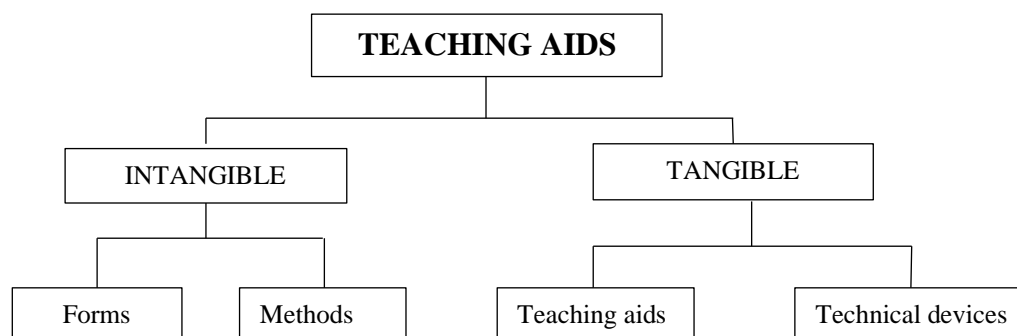 TEACHING AIDS
INTANGIBLE
TANGIBLE
Forms
Methods
Teaching aids
Technical devices